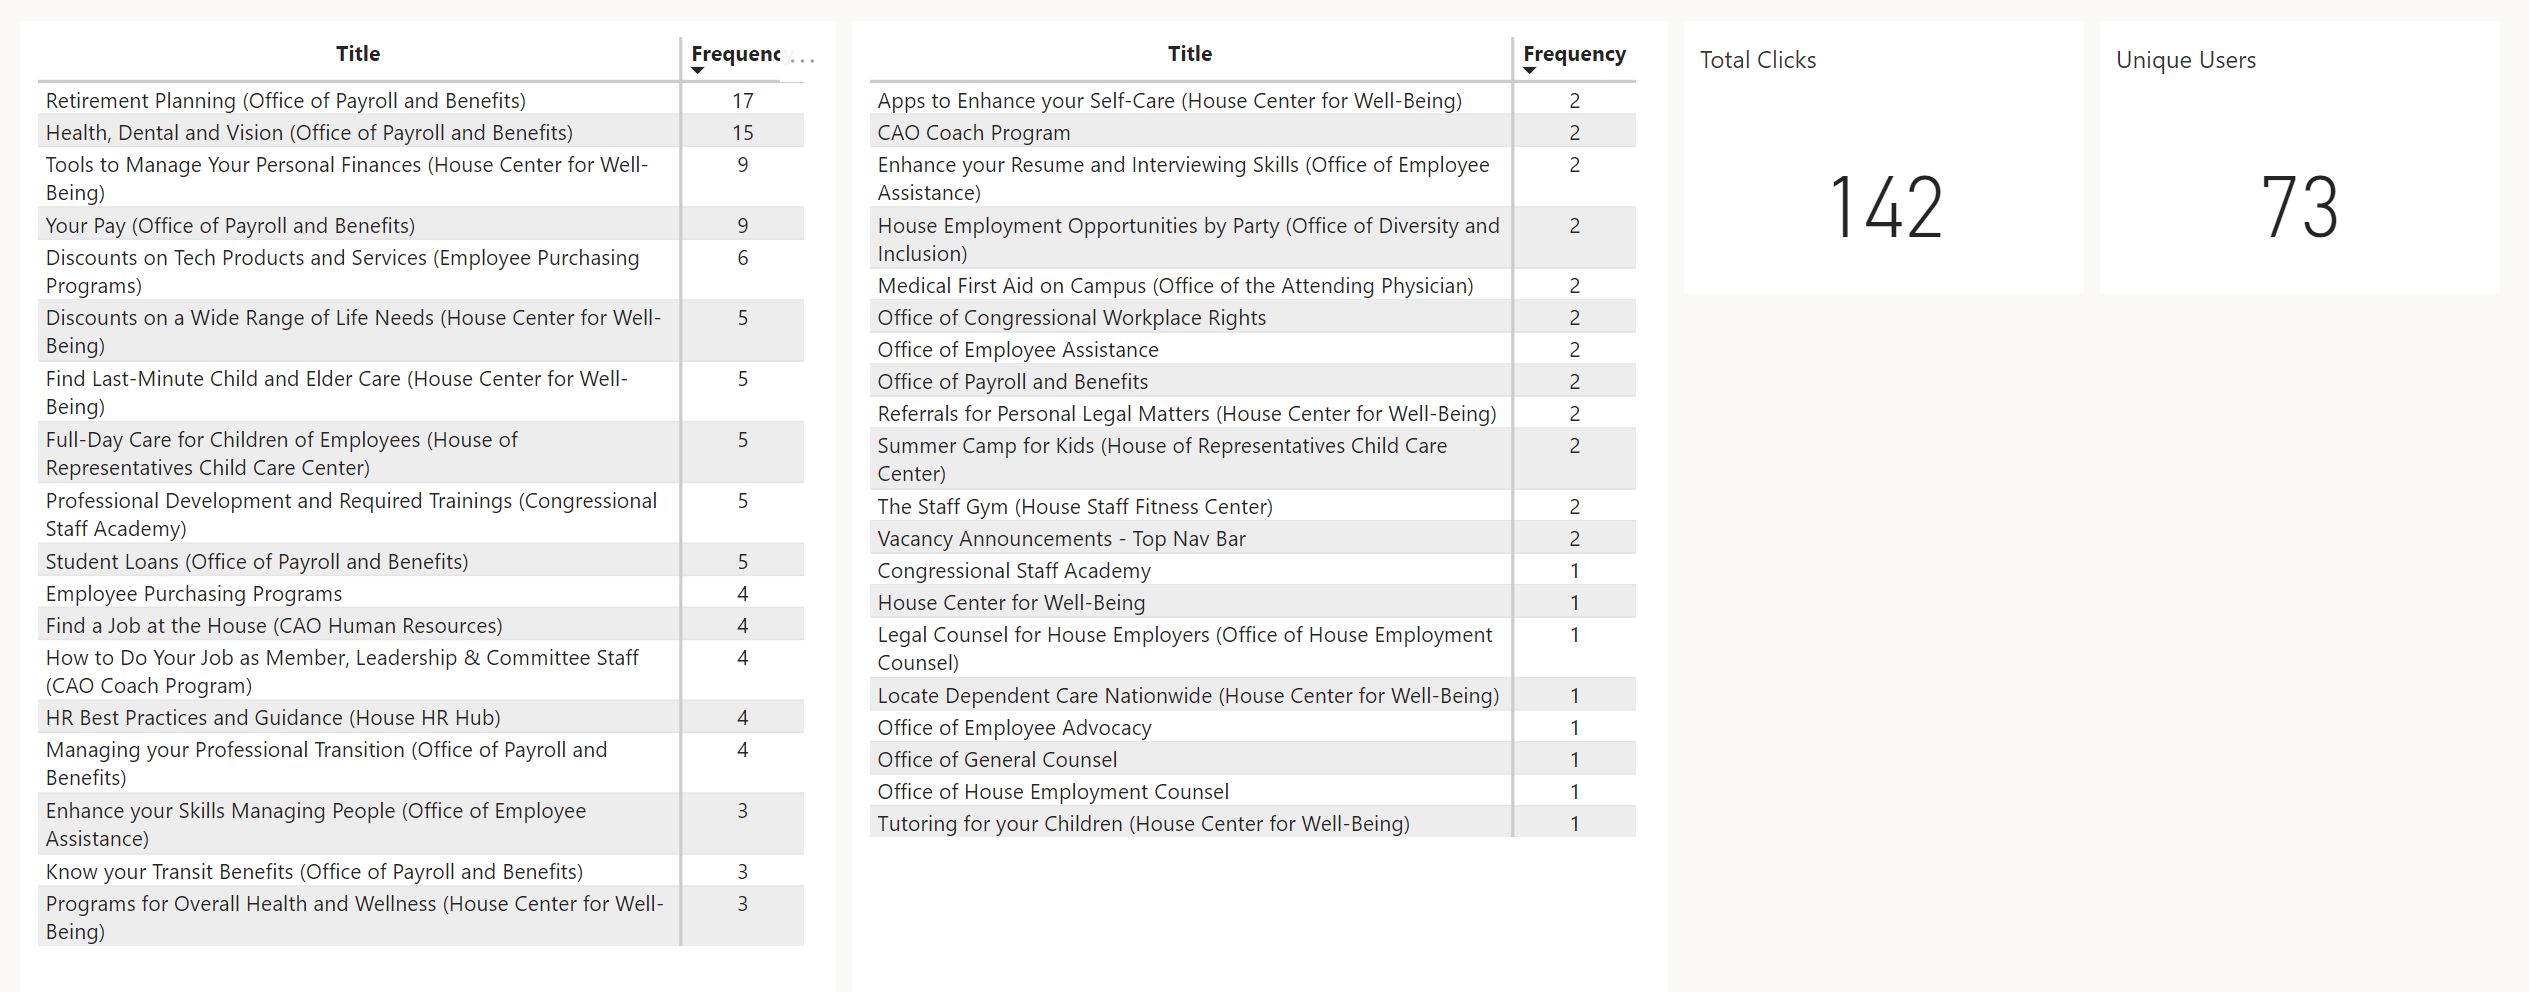 Title Frequency ...
Retirement Planning (Office of Payroll and Benefits) 17
Health, Dental and Vision (Office of Payroll and Benefits) 15
Tools to Manage Your Personal Finances (House Center for Well- 9
Being)
Your Pay (Office of Payroll and Benefits) 9
Discounts on Tech Products and Services (Employee Purchasing 6
Programs)
Discounts on a Wide Range of Life Needs (House Center for Well- 5
Being)
Find Last-Minute Child and Elder Care (House Center for Well- 5
Being)
Full-Day Care for Children of Employees (House of 5
Representatives Child Care Center)
Professional Development and Required Trainings (Congressional 5
Staff Academy)
Student Loans (Office of Payroll and Benefits) 5
Employee Purchasing Programs 4
Find a Job at the House (CAO Human Resources) 4
How to Do Your Job as Member, Leadership & Committee Staff 4
(CAO Coach Program)
HR Best Practices and Guidance (House HR Hub) 4
Managing your Professional Transition (Office of Payroll and 4
Benefits)
Enhance your Skills Managing People (Office of Employee 3
Assistance)
Know your Transit Benefits (Office of Payroll and Benefits) 3
Programs for Overall Health and Wellness (House Center for Well- 3
Being)
Title Frequency
Apps to Enhance your Self-Care (House Center for Well-Being) 2
CAO Coach Program 2
Enhance your Resume and Interviewing Skills (Office of Employee 2
Assistance)
House Employment Opportunities by Party (Office of Diversity and 2
Inclusion)
Medical First Aid on Campus (Office of the Attending Physician) 2
Office of Congressional Workplace Rights 2
Office of Employee Assistance 2
Office of Payroll and Benefits 2
Referrals for Personal Legal Matters (House Center for Well-Being) 2
Summer Camp for Kids (House of Representatives Child Care 2
Center)
The Staff Gym (House Staff Fitness Center) 2
Vacancy Announcements - Top Nav Bar 2
Congressional Staff Academy 1
House Center for Well-Being 1
Legal Counsel for House Employers (Office of House Employment 1
Counsel)
Locate Dependent Care Nationwide (House Center for Well-Being) 1
Office of Employee Advocacy 1
Office of General Counsel 1
Office of House Employment Counsel 1
Tutoring for your Children (House Center for Well-Being) 1
Total Clicks
142
Unique Users
73